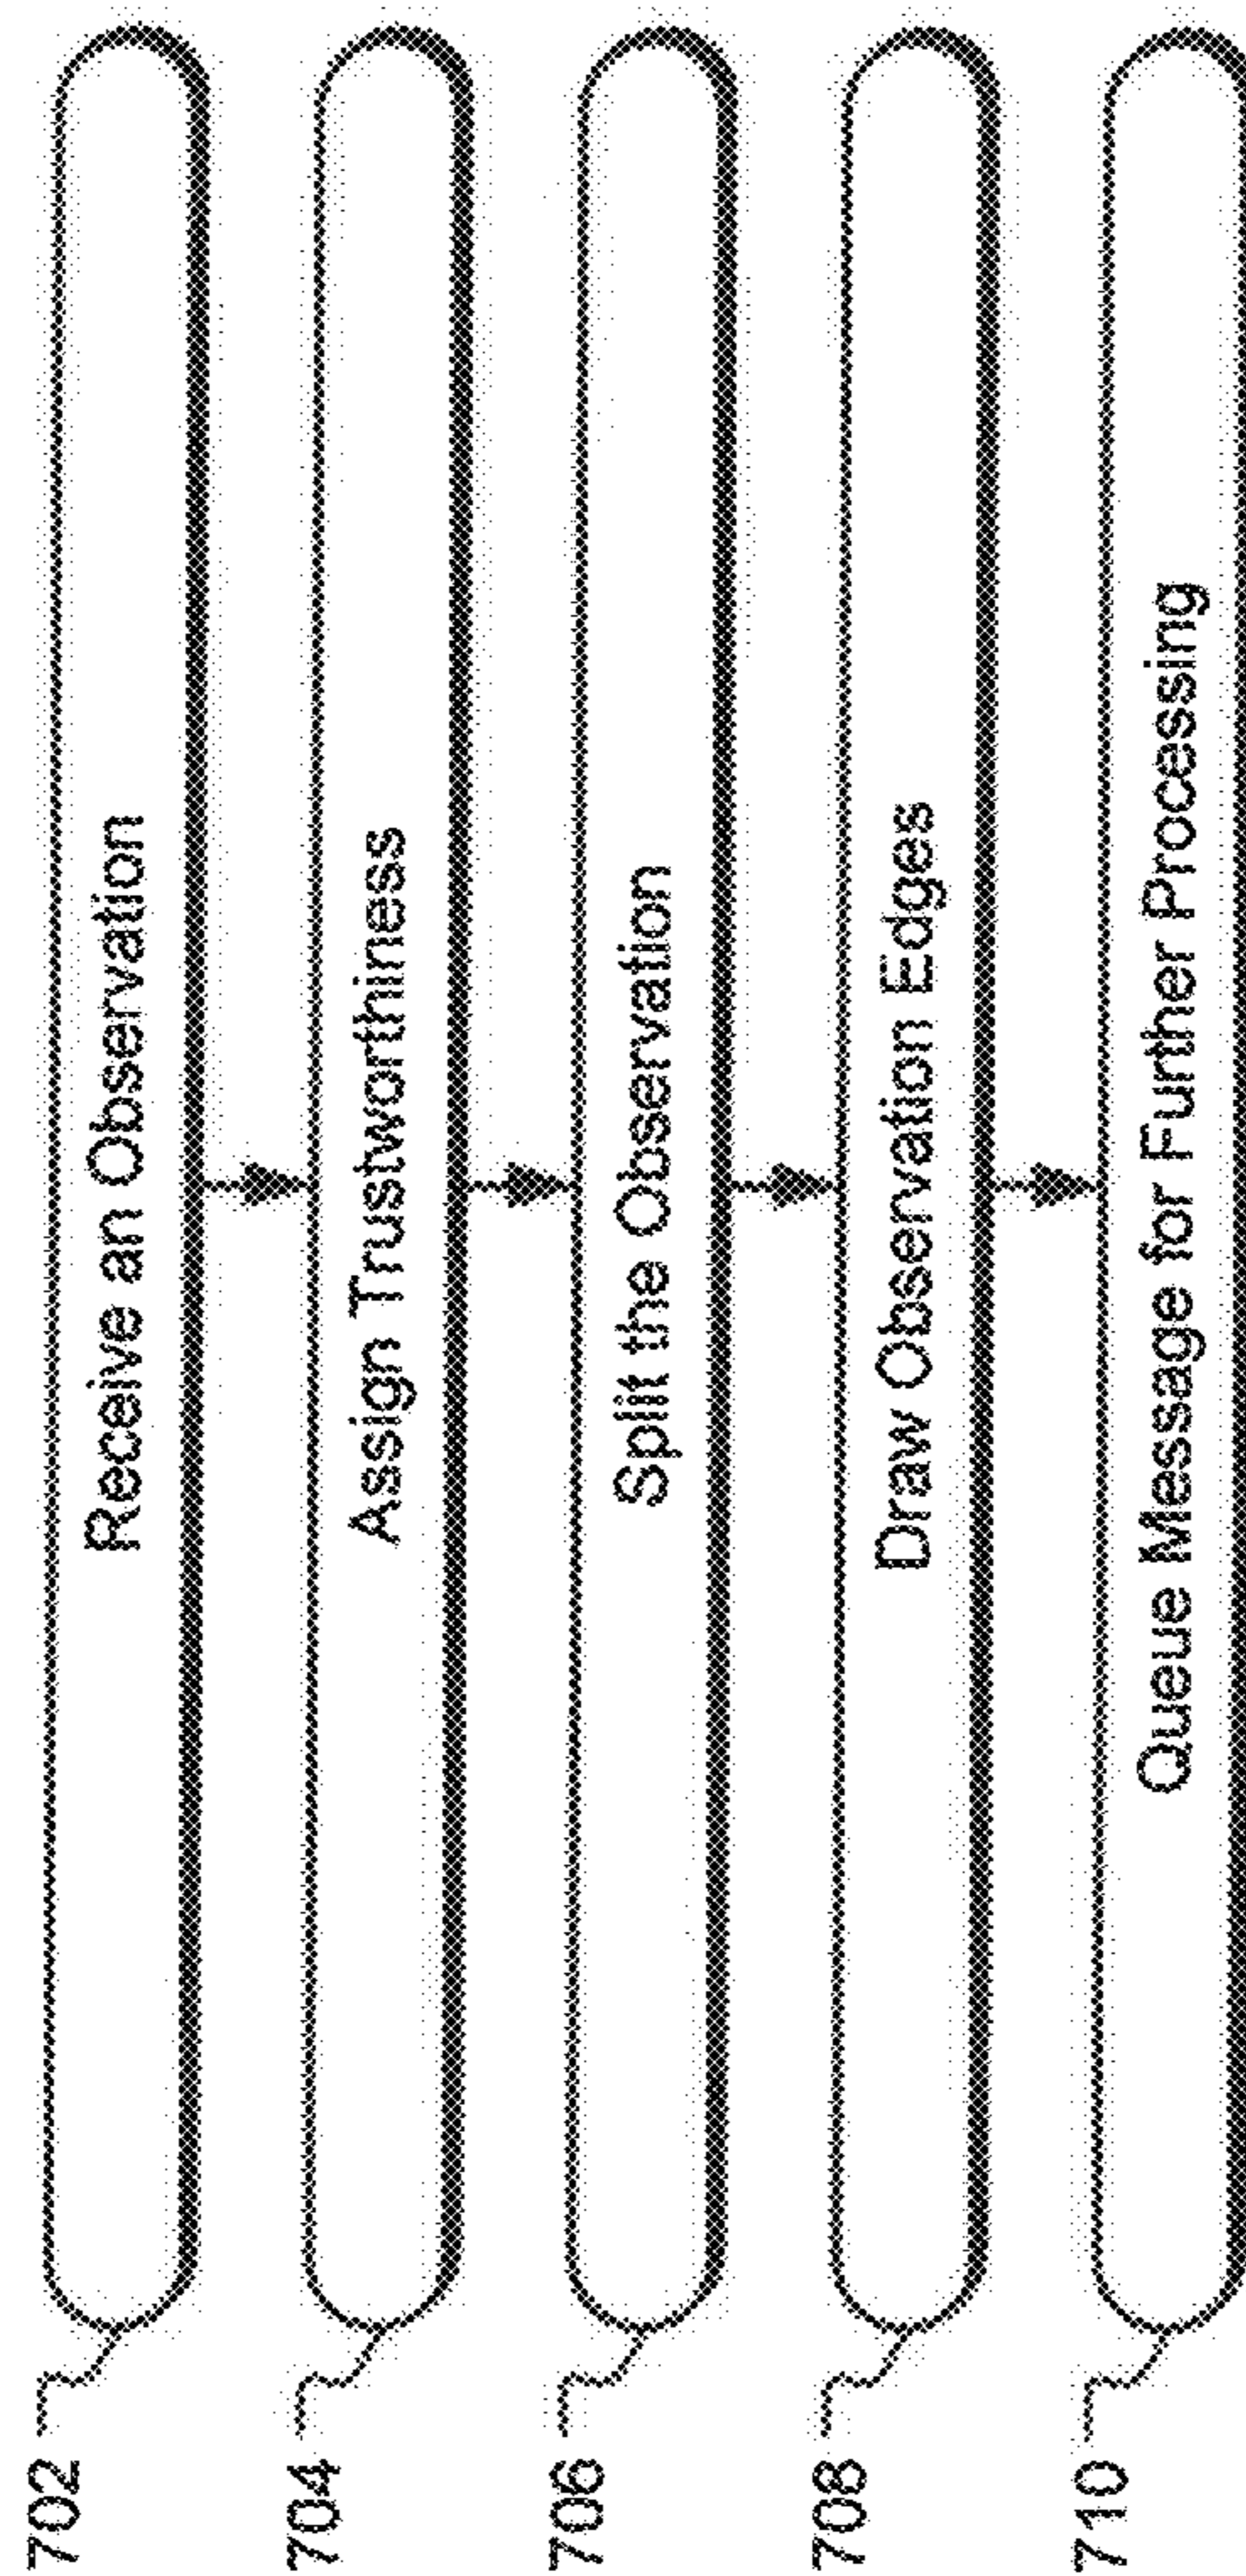 702
Receive an Observation
704
Assign Trustworthiness
706
Split the Observation
708
Draw Observation Edges
710
Queue Message for Further Processing